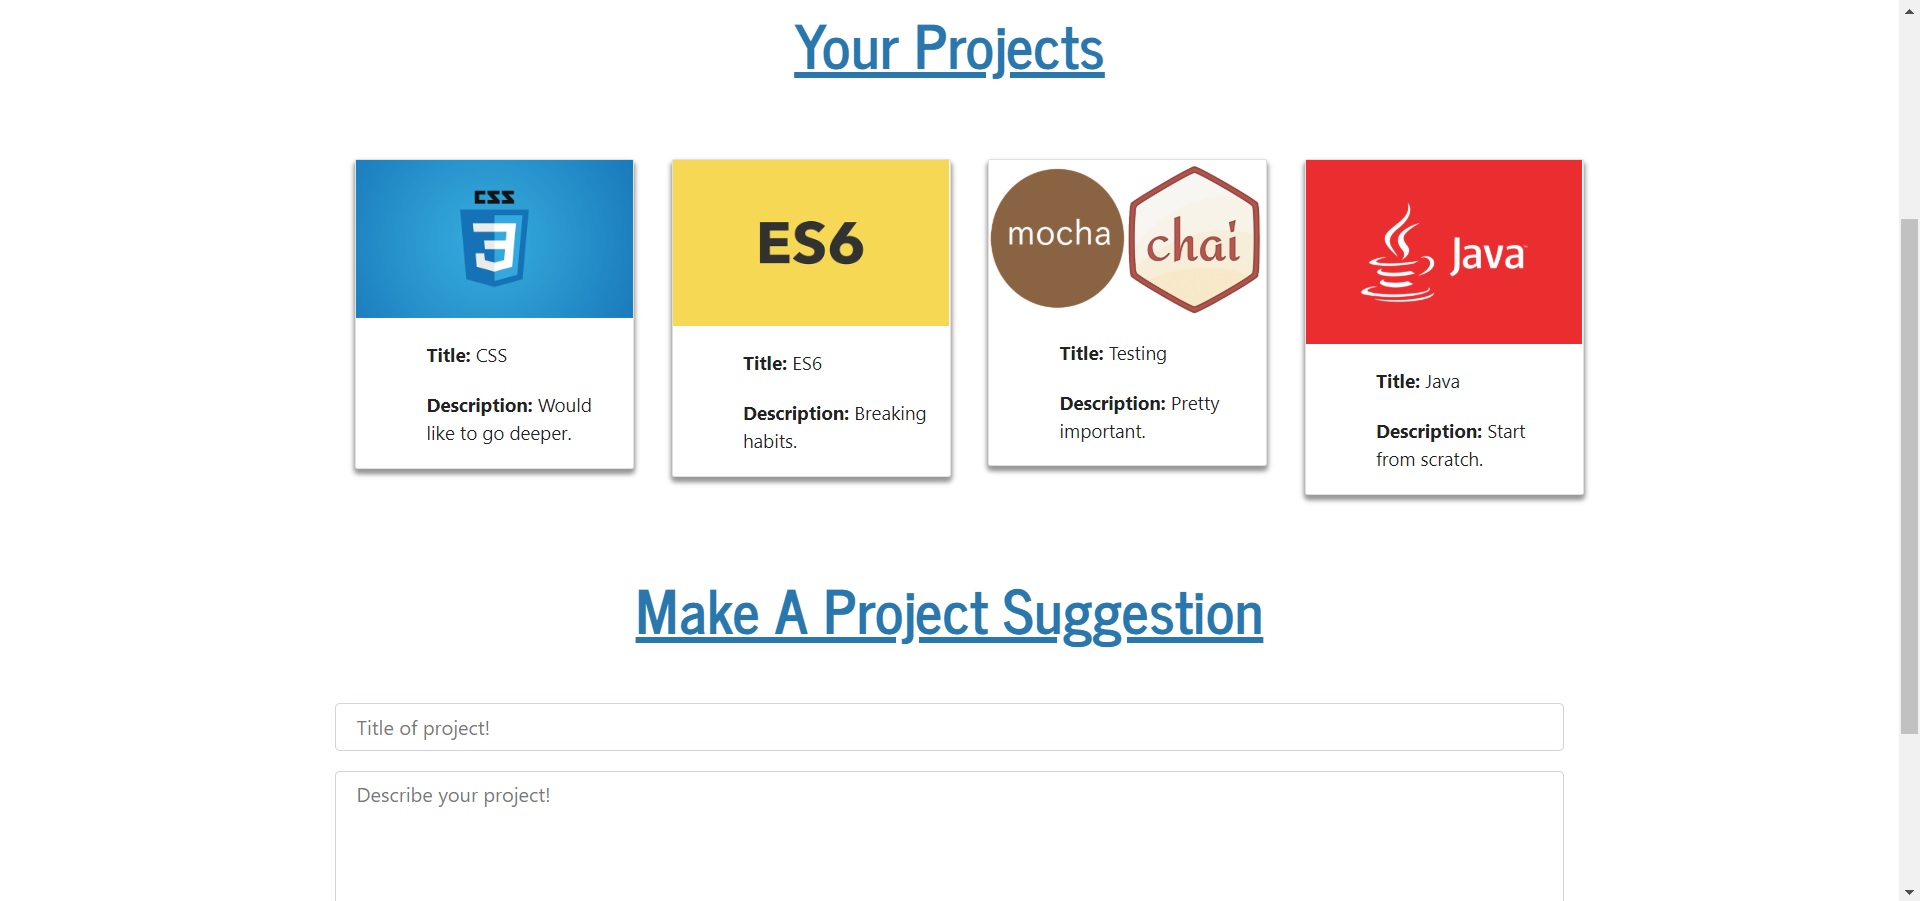 Your Projects
CSS
3
ES6
mocha
chai
Java
Title: CSS
Description: Would
like to go deeper.
Title: ES6
Description: Breaking
habits.
Title: Testing
Description: Pretty
important.
Title: Java
Description: Start
from scratch.
Make A Project Suggestion
Title of project!
Describe your project!